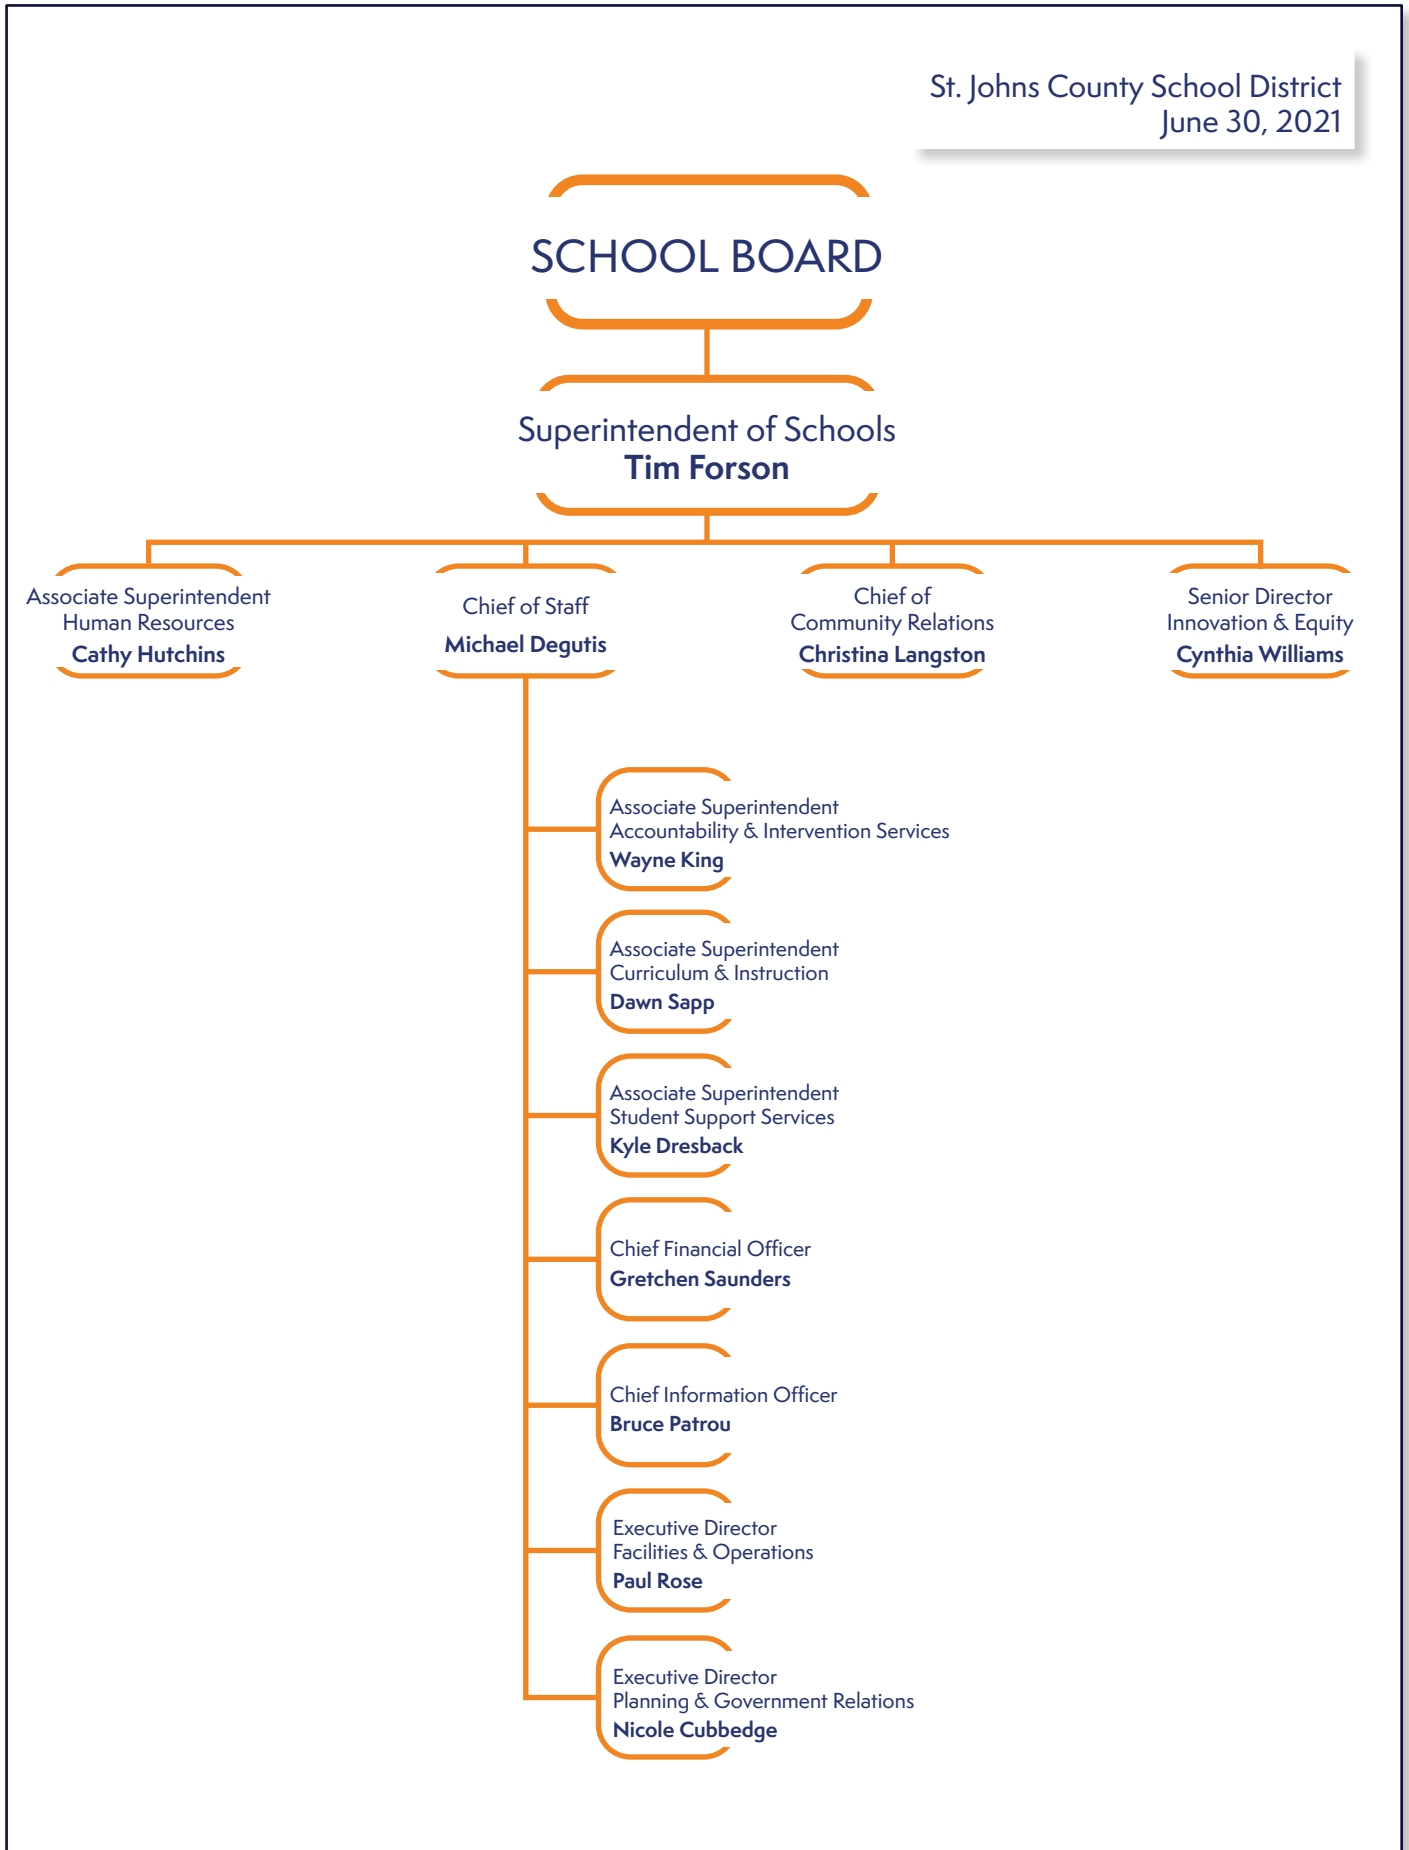 St. Johns County School District
June 30, 2021
SCHOOL BOARD
Superintendent of Schools
Tim Forson
Associate Superintendent
Human Resources
Cathy Hutchins
Chief of Staff
Michael Degutis
Chief of
Community Relations
Christina Langston
Senior Director
Innovation & Equity
Cynthia Williams
Associate Superintendent
Accountability & Intervention Services
Wayne King
Associate Superintendent
Curriculum & Instruction
Dawn Sapp
Associate Superintendent
Student Support Services
Kyle Dresback
Chief Financial Officer
Gretchen Saunders
Chief Information Officer
Bruce Patrou
Executive Director
Facilities & Operations
Paul Rose
Executive Director
Planning & Government Relations
Nicole Cubbedge